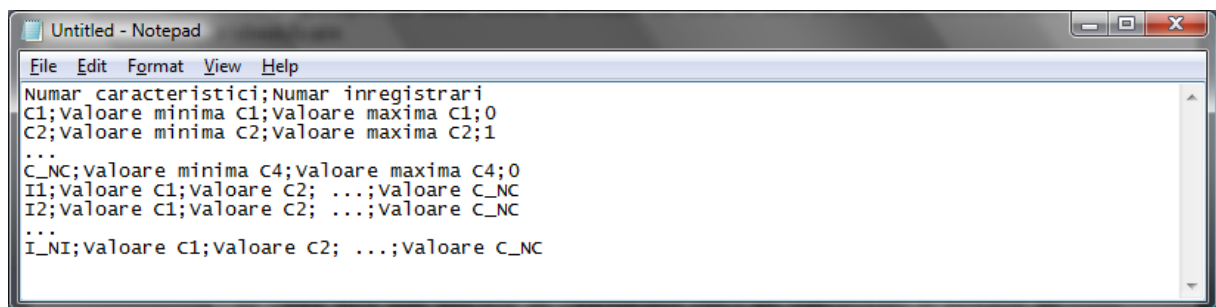 Untitled - Notepad
File Edit Format View Help
Numar caracteristici;Numar inregistrari
C1;Valoare minima C1;Valoare maxima C1;0
C2;Valoare minima C2;Valoare maxima C2;1
...
C_NC;Valoare minima C4;Valoare maxima C4;0
I1;Valoare C1;Valoare C2; ...;Valoare C_NC
I2;Valoare C1;Valoare C2; ...;Valoare C_NC
...
I_NI;Valoare C1;Valoare C2; ...;Valoare C_NC